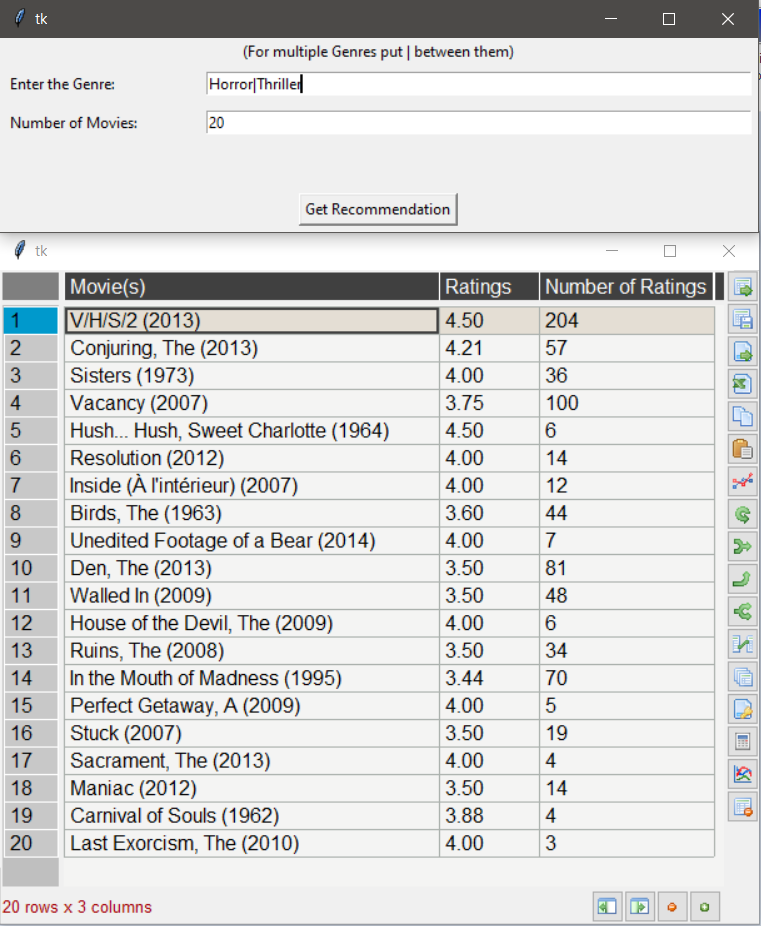 tk
(For multiple Genres put | between them)
Enter the Genre: Horror|Thriller
Number of Movies: 20
Get Recommendation
tk
Movie(s) Ratings Number of Ratings
1 V/H/S/2 (2013) 4.50 204
2 Conjuring, The (2013) 4.21 57
3 Sisters (1973) 4.00 36
4 Vacancy (2007) 3.75 100
5 Hush... Hush, Sweet Charlotte (1964) 4.50 6
6 Resolution (2012) 4.00 14
7 Inside (À l'intérieur) (2007) 4.00 12
8 Birds, The (1963) 3.60 44
9 Unedited Footage of a Bear (2014) 4.00 7
10 Den, The (2013) 3.50 81
11 Walled In (2009) 3.50 48
12 House of the Devil, The (2009) 4.00 6
13 Ruins, The (2008) 3.50 34
14 In the Mouth of Madness (1995) 3.44 70
15 Perfect Getaway, A (2009) 4.00 5
16 Stuck (2007) 3.50 19
17 Sacrament, The (2013) 4.00 4
18 Maniac (2012) 3.50 14
19 Carnival of Souls (1962) 3.88 4
20 Last Exorcism, The (2010) 4.00 3
20 rows x 3 columns